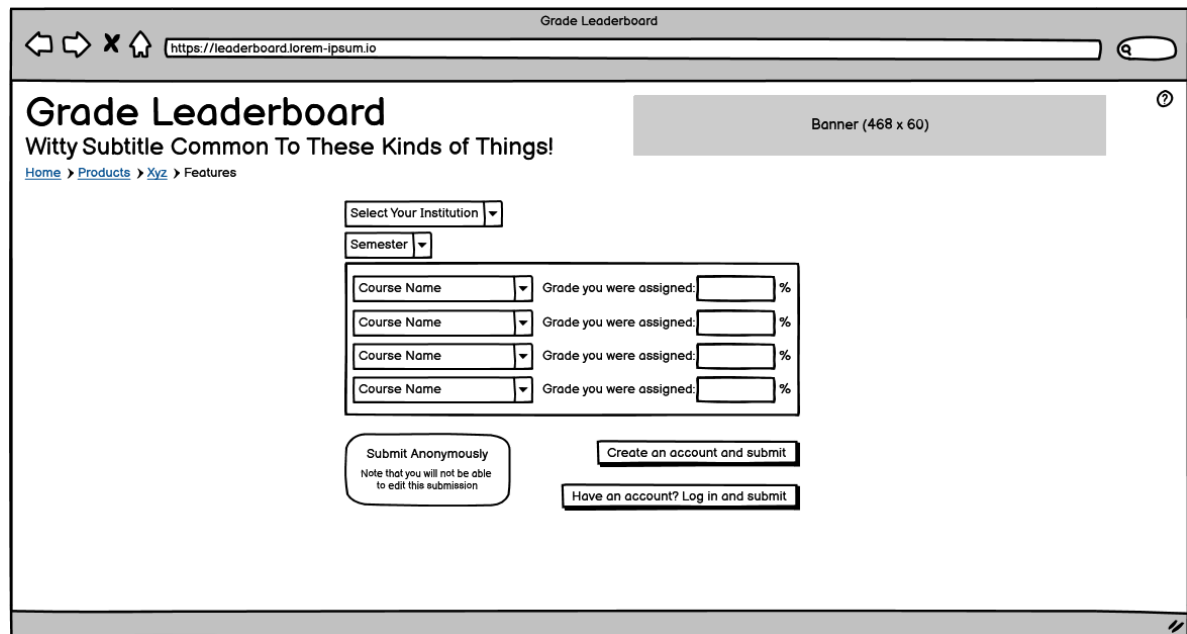 Grade Leaderboard
https://leaderboard.lorem-ipsum.io
Grade Leaderboard
Banner (468 x 60)
?
Witty Subtitle Common To These Kinds of Things!
Home > Products > Xyz > Features
Select Your Institution
Semester
Course Name Grade you were assigned: %
Course Name Grade you were assigned: %
Course Name Grade you were assigned: %
Course Name Grade you were assigned: %
Submit Anonymously
Note that you will not be able
to edit this submission
Create an account and submit
Have an account? Log in and submit